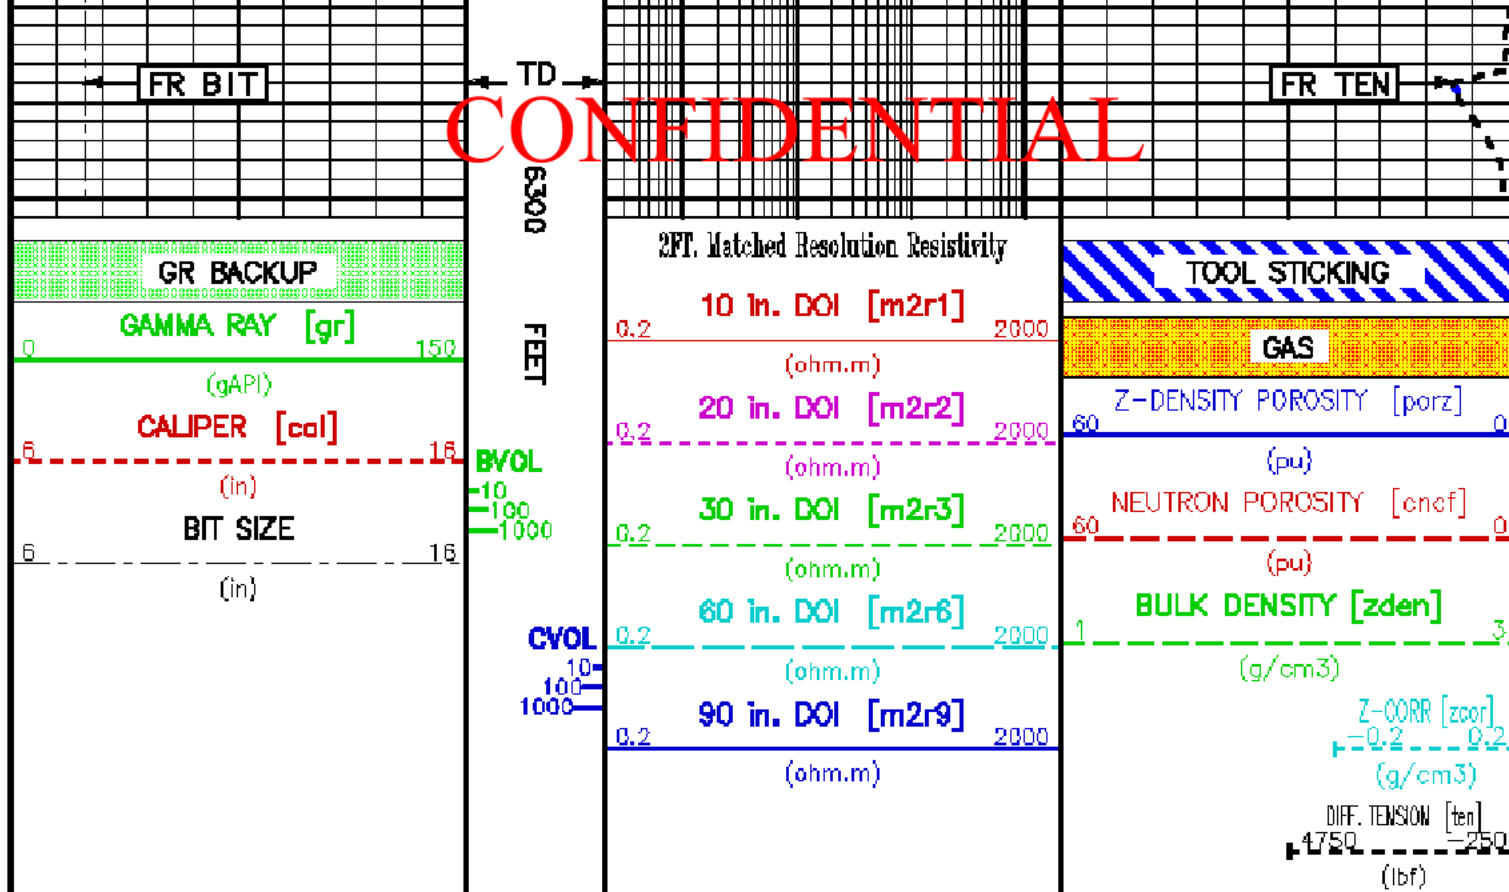 FR BIT
TD
FR TEN
CONFIDENTIAL
6300
FEET
GR BACKUP
GAMMA RAY [gr]
0 150
(gAPI)
CALIPER [cal]
6 16
(in)
BIT SIZE
6 16
(in)
BVOL
10
100
1000
CVOL
10
100
1000
2FT. Matched Resolution Resistivity
10 in. DOI [m2r1]
0.2 2000
(ohm.m)
20 in. DOI [m2r2]
0.2 2000
(ohm.m)
30 in. DOI [m2r3]
0.2 2000
(ohm.m)
60 in. DOI [m2r6]
0.2 2000
(ohm.m)
90 in. DOI [m2r9]
0.2 2000
(ohm.m)
TOOL STICKING
GAS
Z-DENSITY POROSITY [porz]
60 0
(pu)
NEUTRON POROSITY [cncf]
60 0
(pu)
BULK DENSITY [zden]
1 3
(g/cm3)
Z-CORR [zcor]
-0.2 0.2
(g/cm3)
DIFF. TENSION [ten]
4750 -250
(lbf)